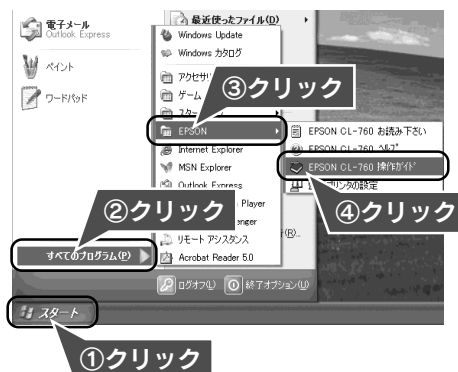 電子メール
Outlook Express
ペイント
ワードパッド
最近使ったファイル(D)
Windows Update
Windows カタログ
アクセサリ
ゲーム
③クリック
EPSON
Internet Explorer
MSN Explorer
Outlook Express
Player
enger
リモート アシスタンス
Acrobat Reader 5.0
EPSON CL-760 お読み下さい
EPSON CL-760 ヘルプ
EPSON CL-760 操作ガイド
プリンタの設定
④クリック
②クリック
(R)...
すべてのプログラム(P)
ログオフ(L)
終了オプション(U)
スタート
①クリック